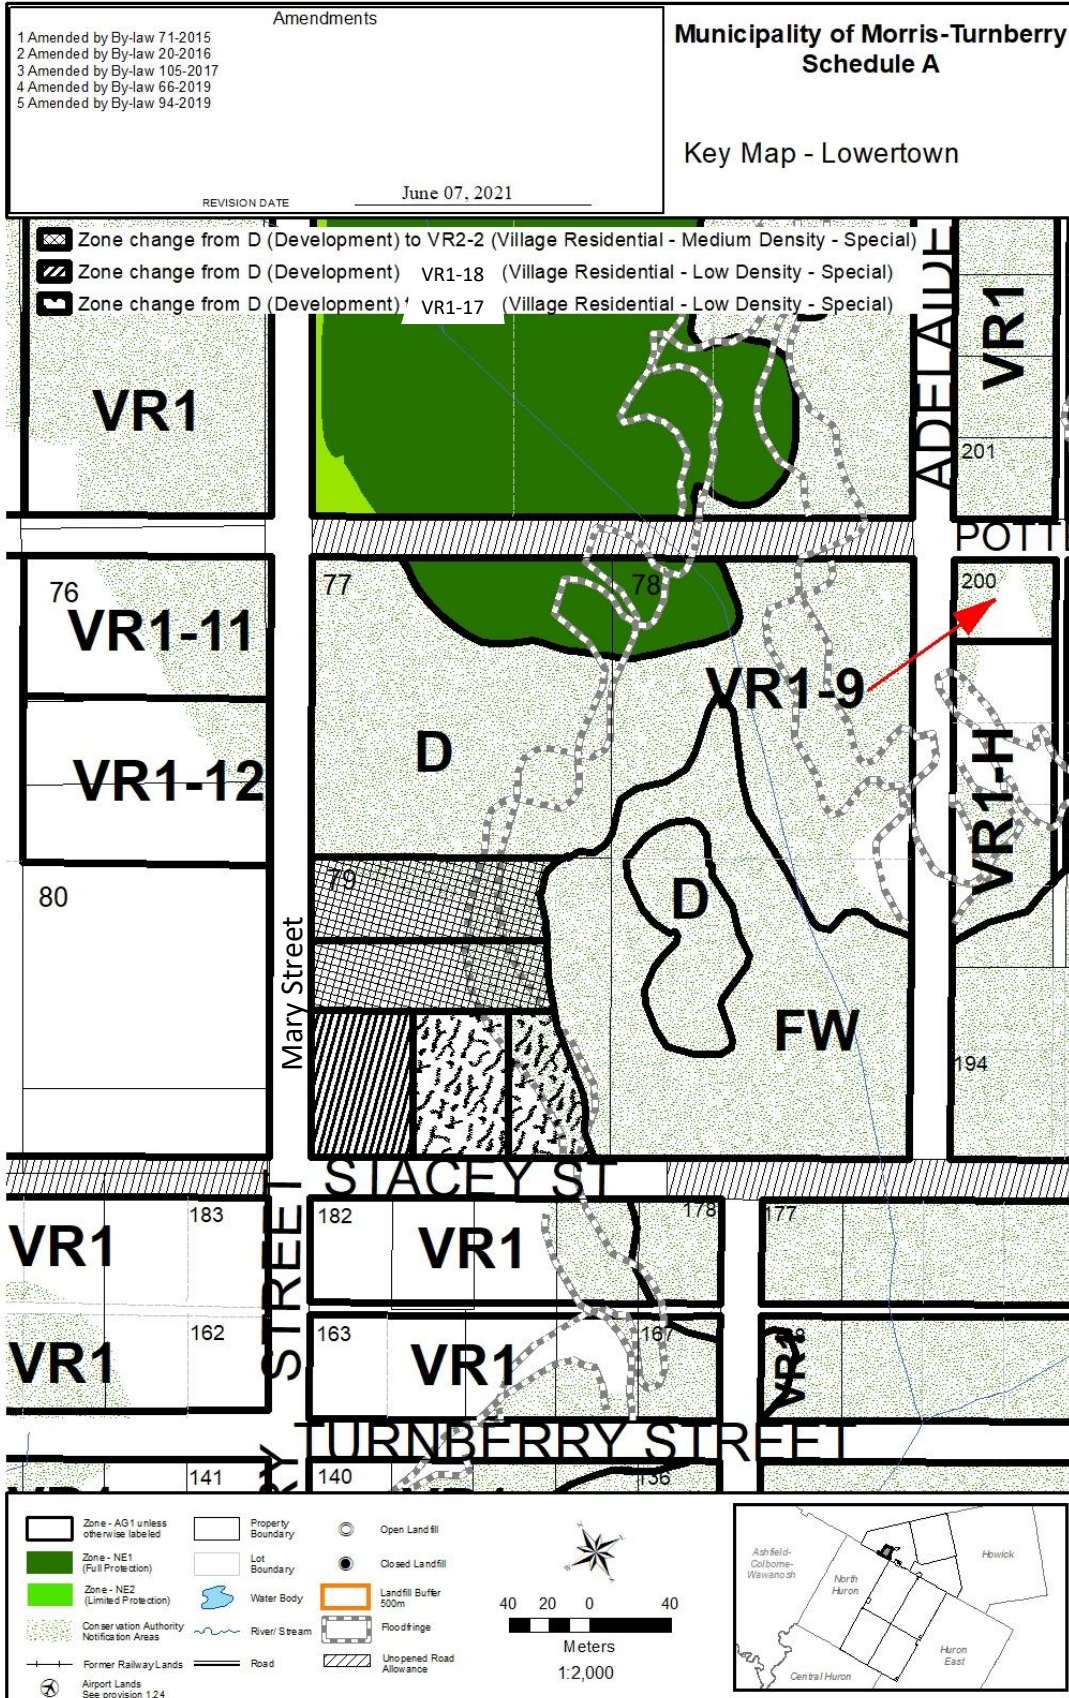 Amendments
1 Amended by By-law 71-2015
2 Amended by By-law 20-2016
3 Amended by By-law 105-2017
4 Amended by By-law 66-2019
5 Amended by By-law 94-2019
REVISION DATE June 07, 2021
Municipality of Morris-Turnberry
Schedule A
Key Map - Lowertown
Zone change from D (Development) to VR2-2 (Village Residential - Medium Density - Special)
Zone change from D (Development) VR1-18 (Village Residential - Low Density - Special)
Zone change from D (Development) VR1-17 (Village Residential - Low Density - Special)
VR1
ADELAIDE
VR1
201
POTTE
76
VR1-11
77
78
200
VR1-9
VR1-12
D
VR1-H
79
80
D
Mary Street
FW
194
STACEY ST
183
182
178
177
VR1
VR1
STREET
162
163
167
VR1
VR1
VR1
TURNBERRY STREET
RY
141
140
136
Zone - AG1 unless
otherwise labeled
Zone - NE1
(Full Protection)
Zone - NE2
(Limited Protection)
Conservation Authority
Notification Areas
Former Railway Lands
Airport Lands
See provision 1.24
Property
Boundary
Lot
Boundary
Water Body
River/ Stream
Road
Open Landfill
Closed Landfill
Landfill Buffer
500m
Floodfringe
Unopened Road
Allowance
N
E
S
W
40 20 0 40
Meters
1:2,000
Ashfield-
Colborne-
Wawanosh
North
Huron
Howick
Huron
East
Central Huron